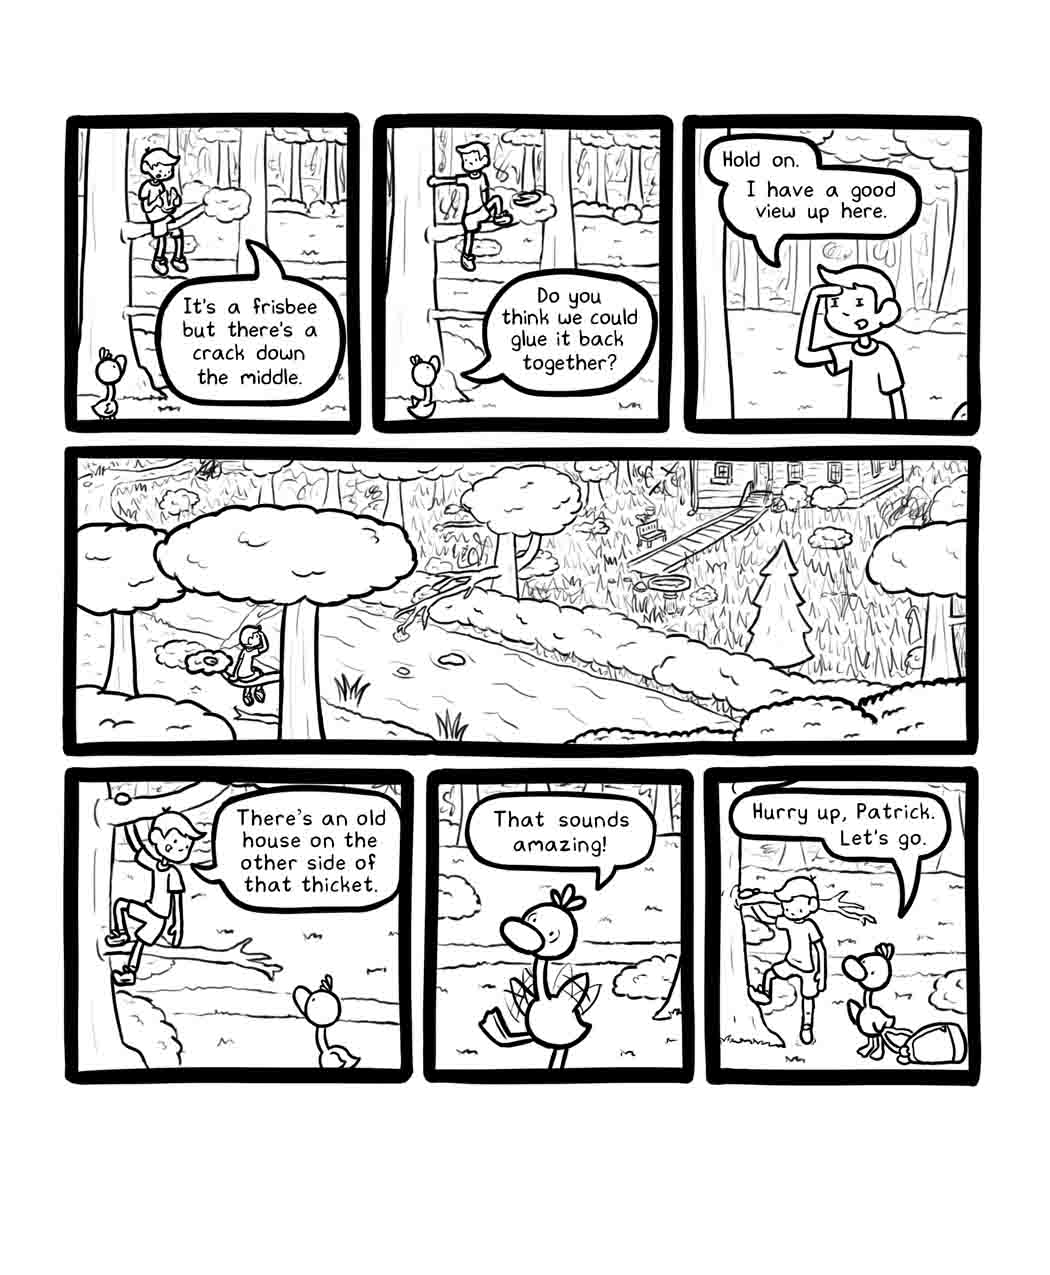 It's a frisbee
but there's a
crack down
the middle.
Do you
think we could
glue it back
together?
Hold on.
I have a good
view up here.
There's an old
house on the
other side of
that thicket.
That sounds
amazing!
Hurry up, Patrick.
Let's go.